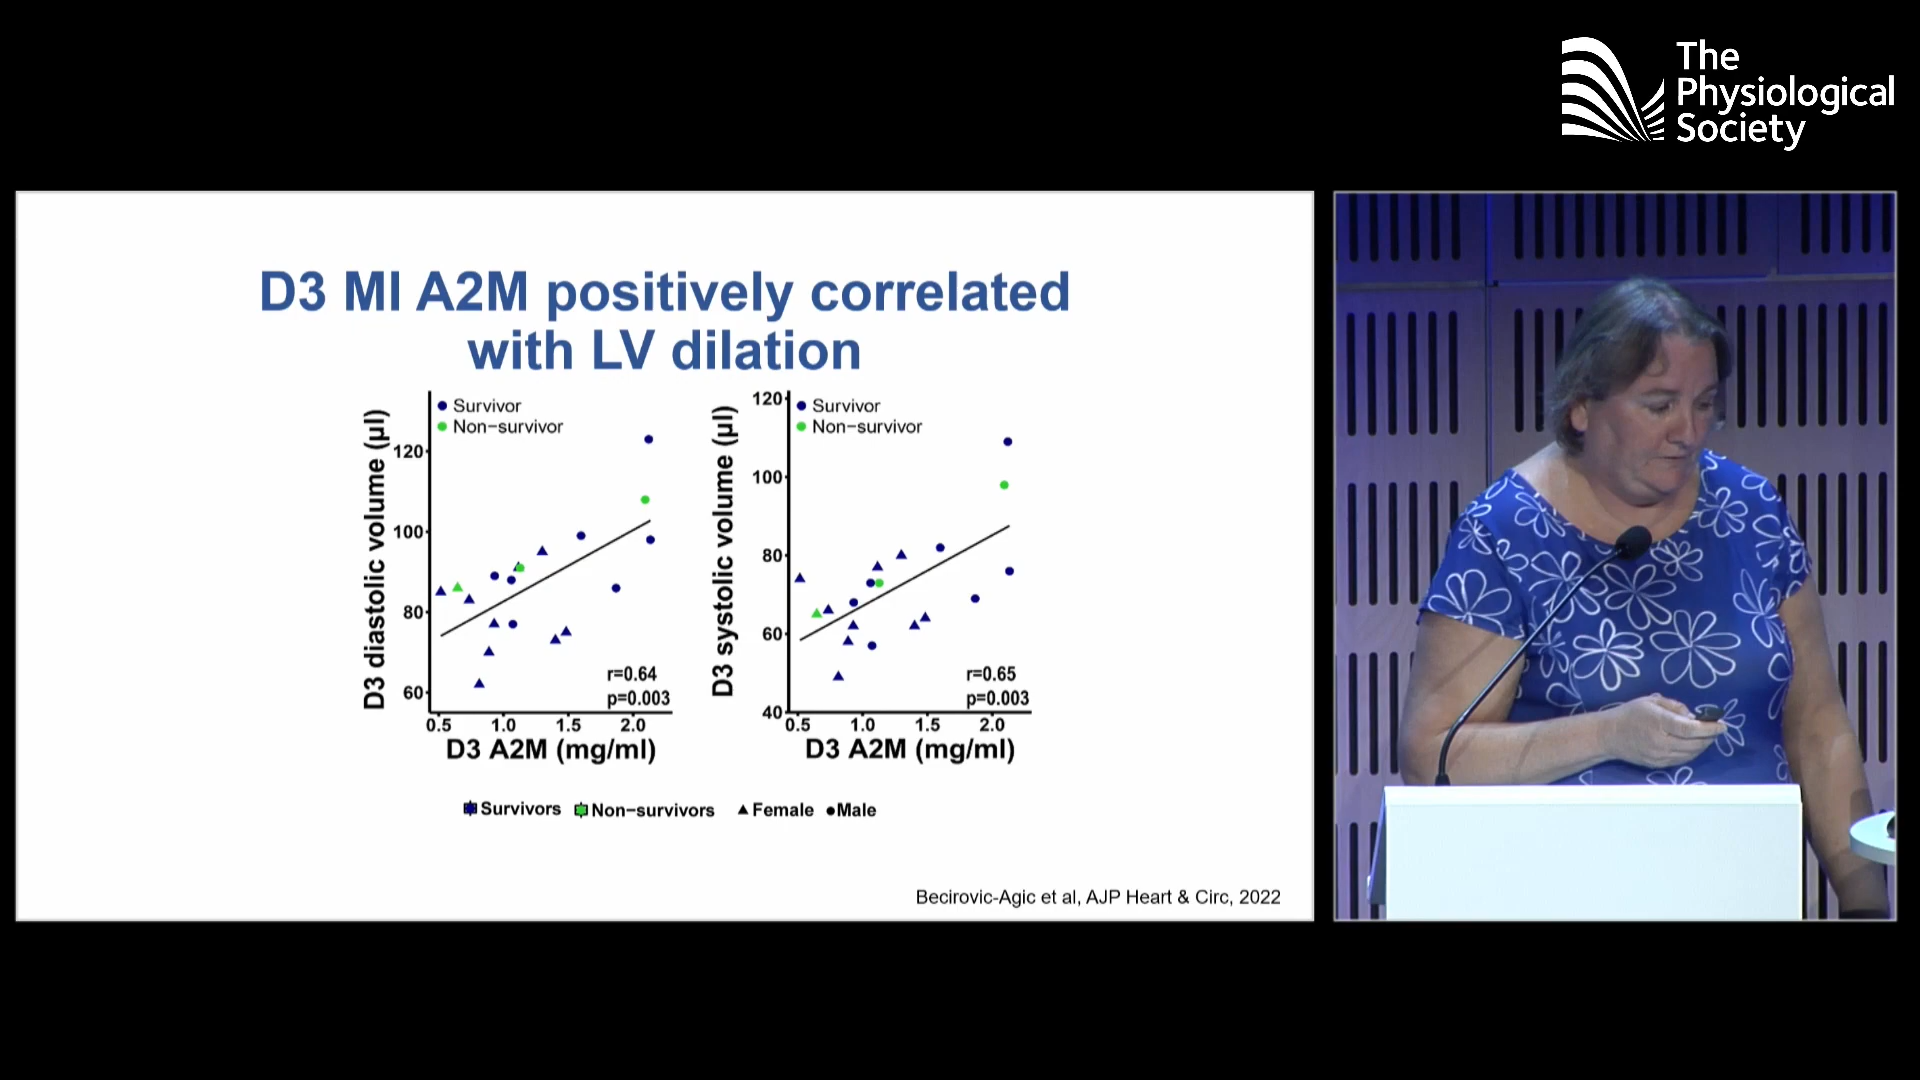 The
Physiological
Society
D3 MI A2M positively correlated
with LV dilation
D3 diastolic volume (µl)
Survivor
Non−survivor
120
100
80
60
r=0.64
p=0.003
0.5 1.0 1.5 2.0
D3 A2M (mg/ml)
D3 systolic volume (µl)
Survivor
Non−survivor
120
100
80
60
40
r=0.65
p=0.003
0.5 1.0 1.5 2.0
D3 A2M (mg/ml)
Survivors Non−survivors Female Male
Becirovic-Agic et al, AJP Heart & Circ, 2022